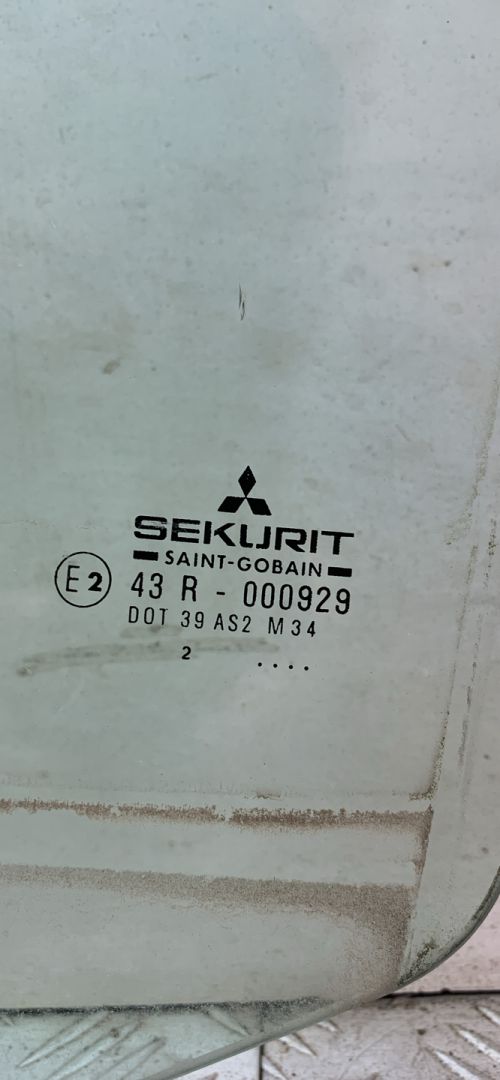 SEKURIT
SAINT-GOBAIN
E2 43 R - 000929
DOT 39 AS2 M34
2 ....